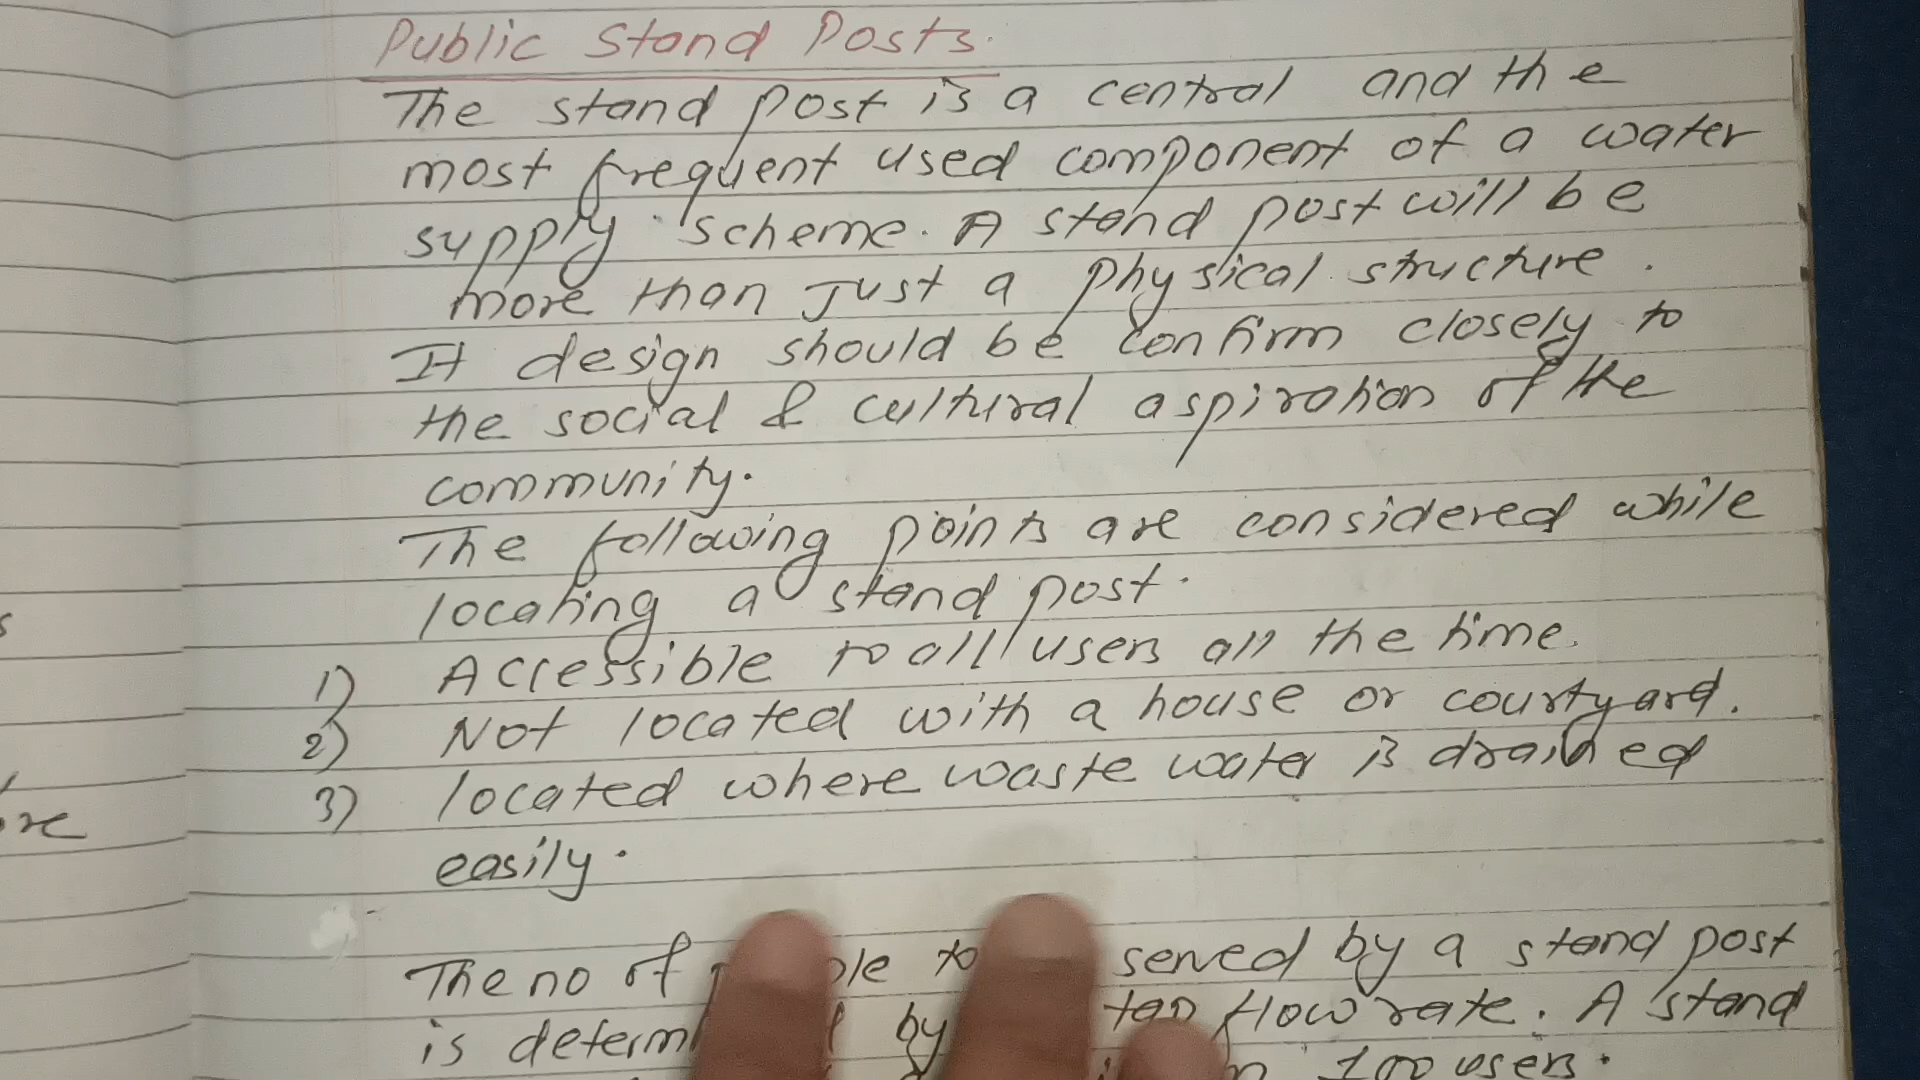 Public Stand Posts.
The stand post is a central and the
most frequent used component of a water
supply scheme. A stand post will be
more than Just a physical structure.
It design should be confirm closely to
the social & cultural aspiration of the
community.
The following points are considered while
locating a stand post.
1) Accessible to all users all the time.
2) Not located with a house or courtyard.
3) located where waste water is drained
easily.
The no of to served by a stand post
is by tap flow rate. A stand
100 users.
re